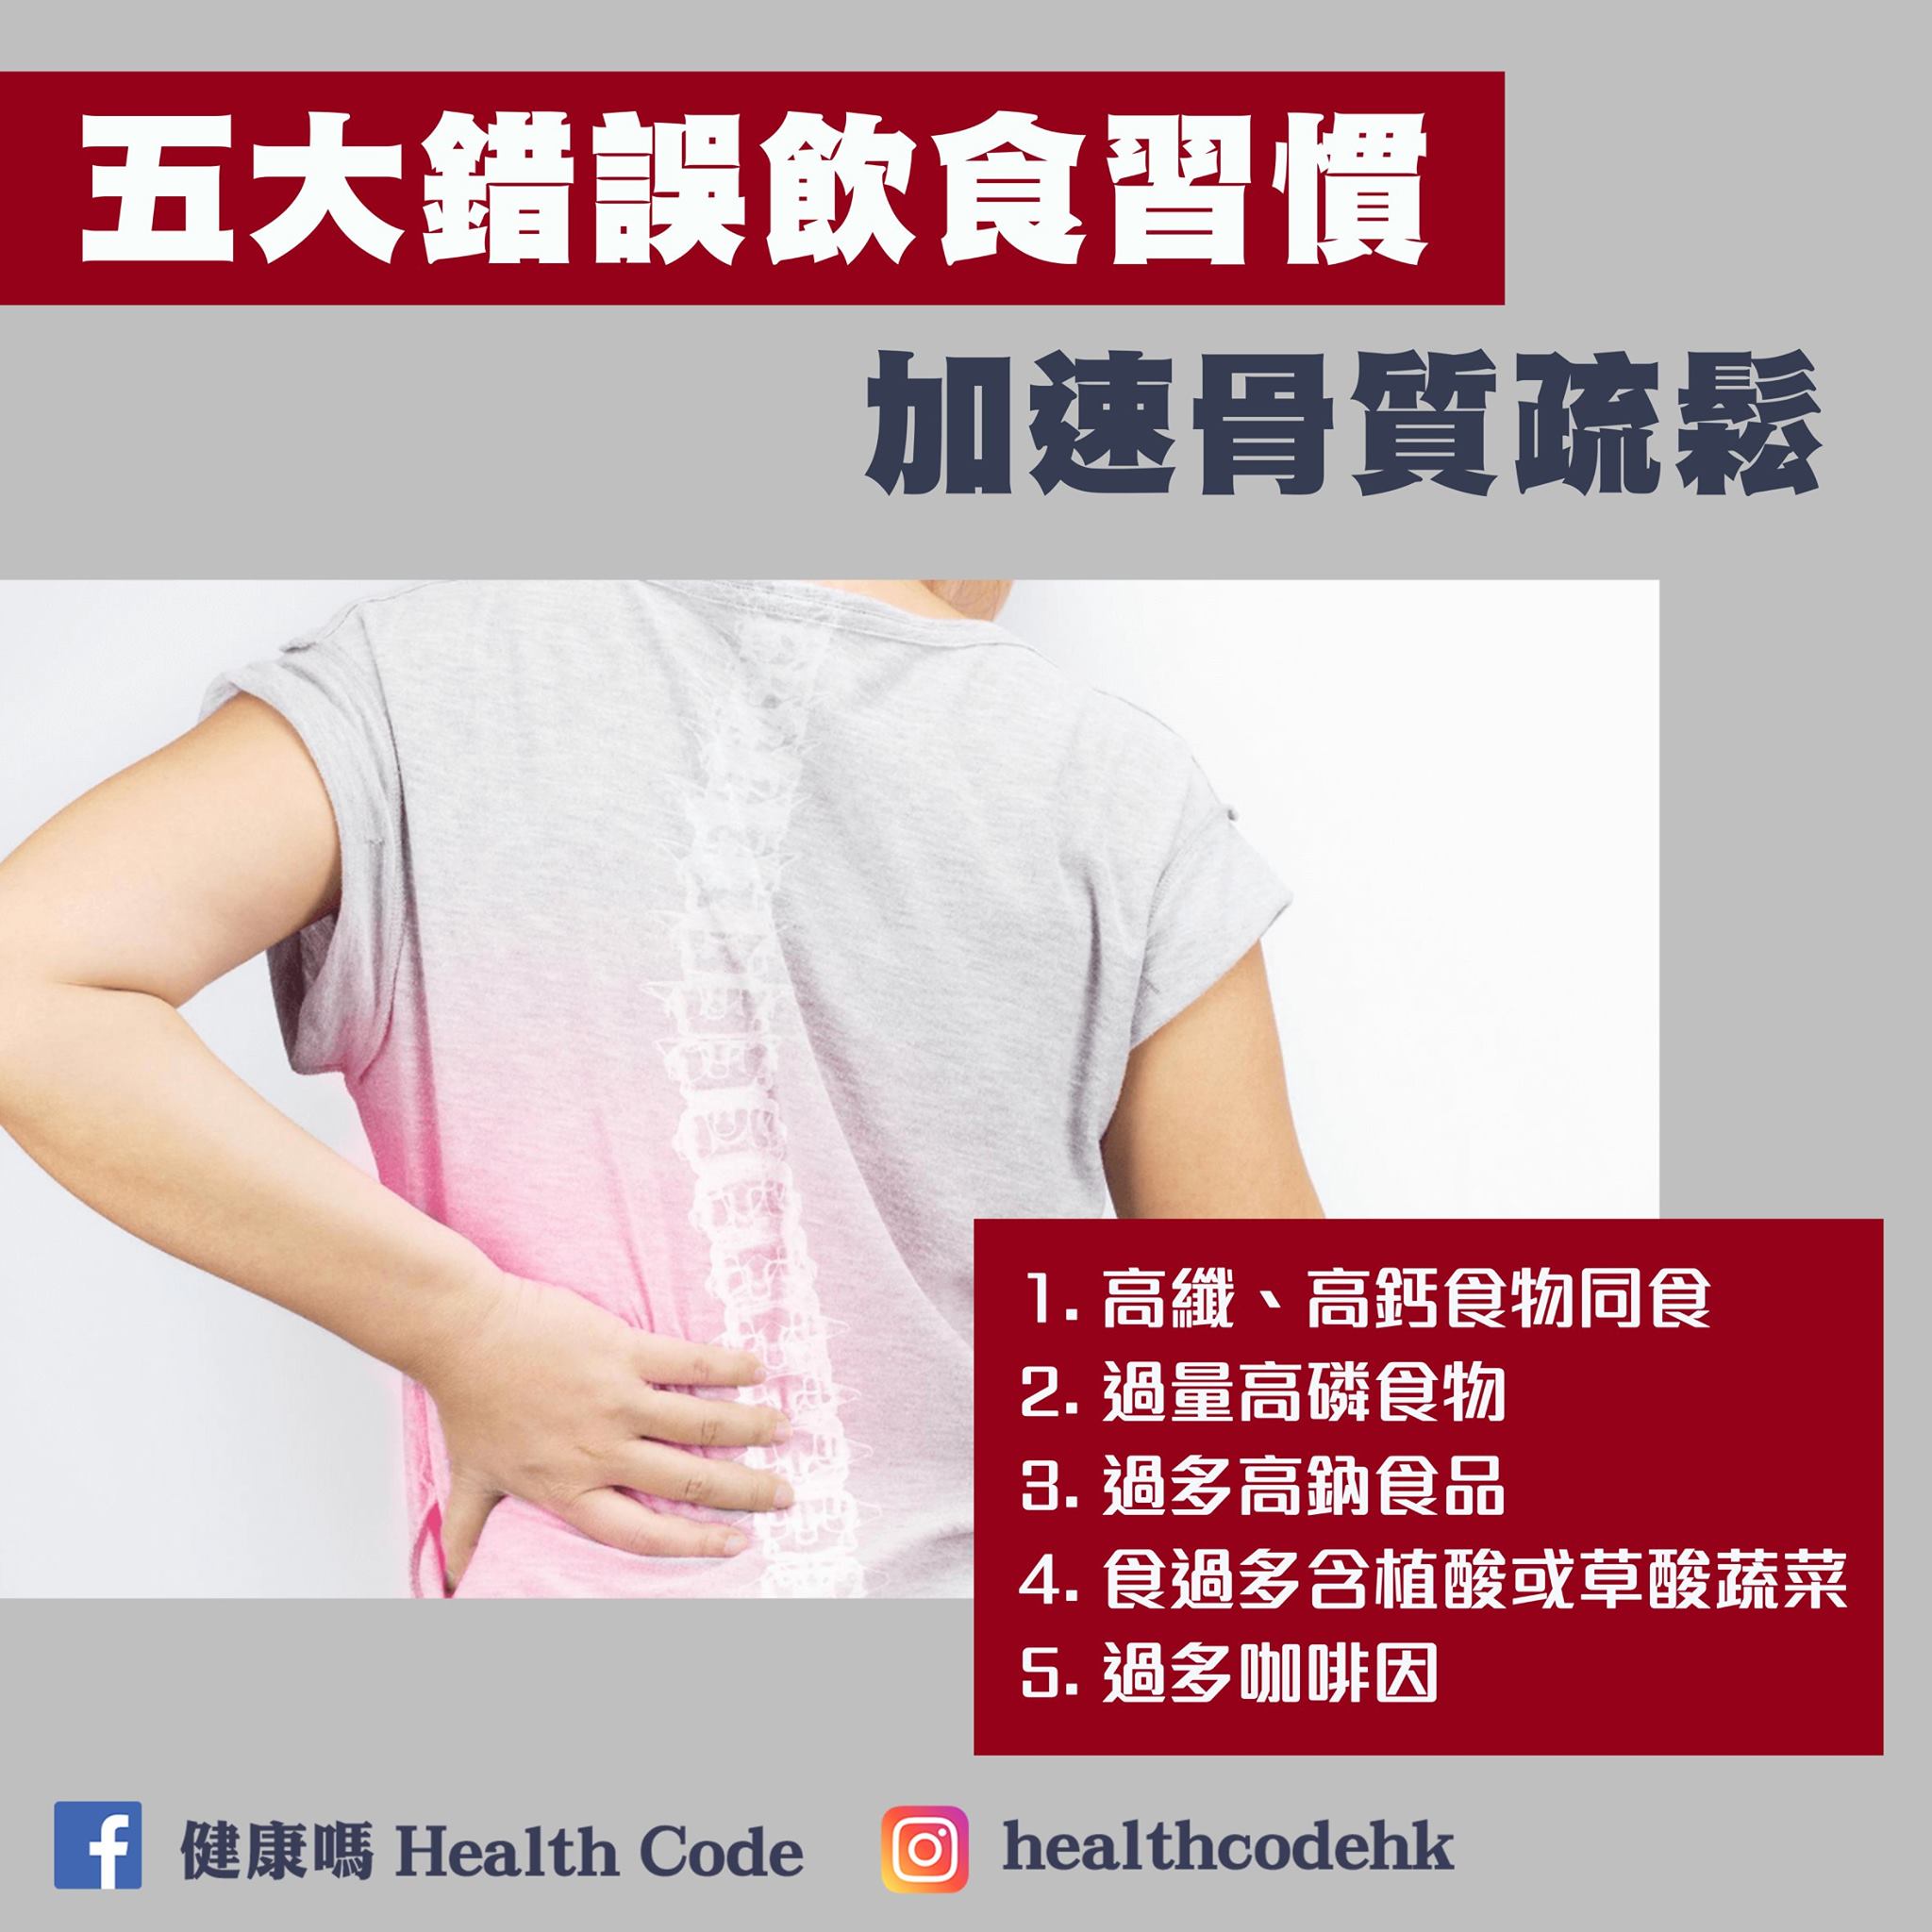 五大錯誤飲食習慣
加速骨質疏鬆
1. 高纖、高鈣食物同食
2. 過量高磷食物
3. 過多高鈉食品
4. 食過多含植酸或草酸蔬菜
5. 過多咖啡因
健康嗎 Health Code
healthcodehk